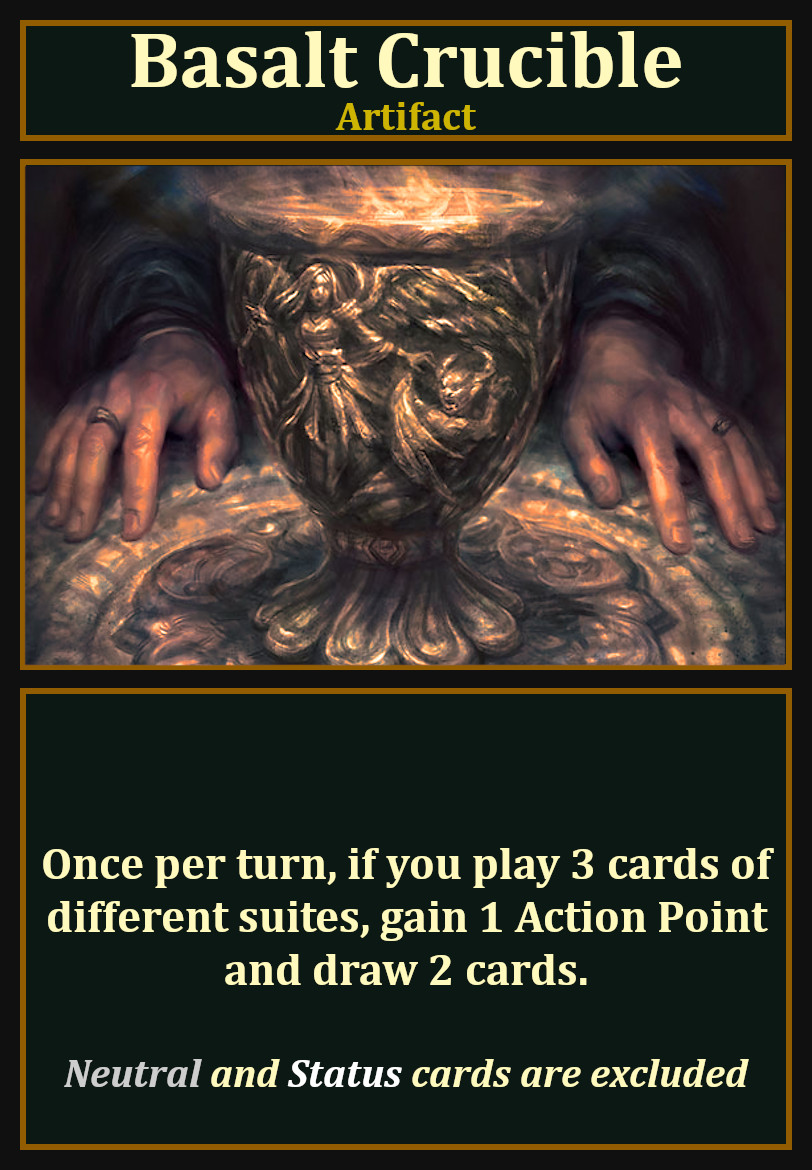 Basalt Crucible
Artifact
Once per turn, if you play 3 cards of
different suites, gain 1 Action Point
and draw 2 cards.
Neutral and Status cards are excluded